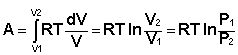 A = ∫_{V1}^{V2} RT dV/V = RT ln V₂/V₁ = RT ln P₁/P₂